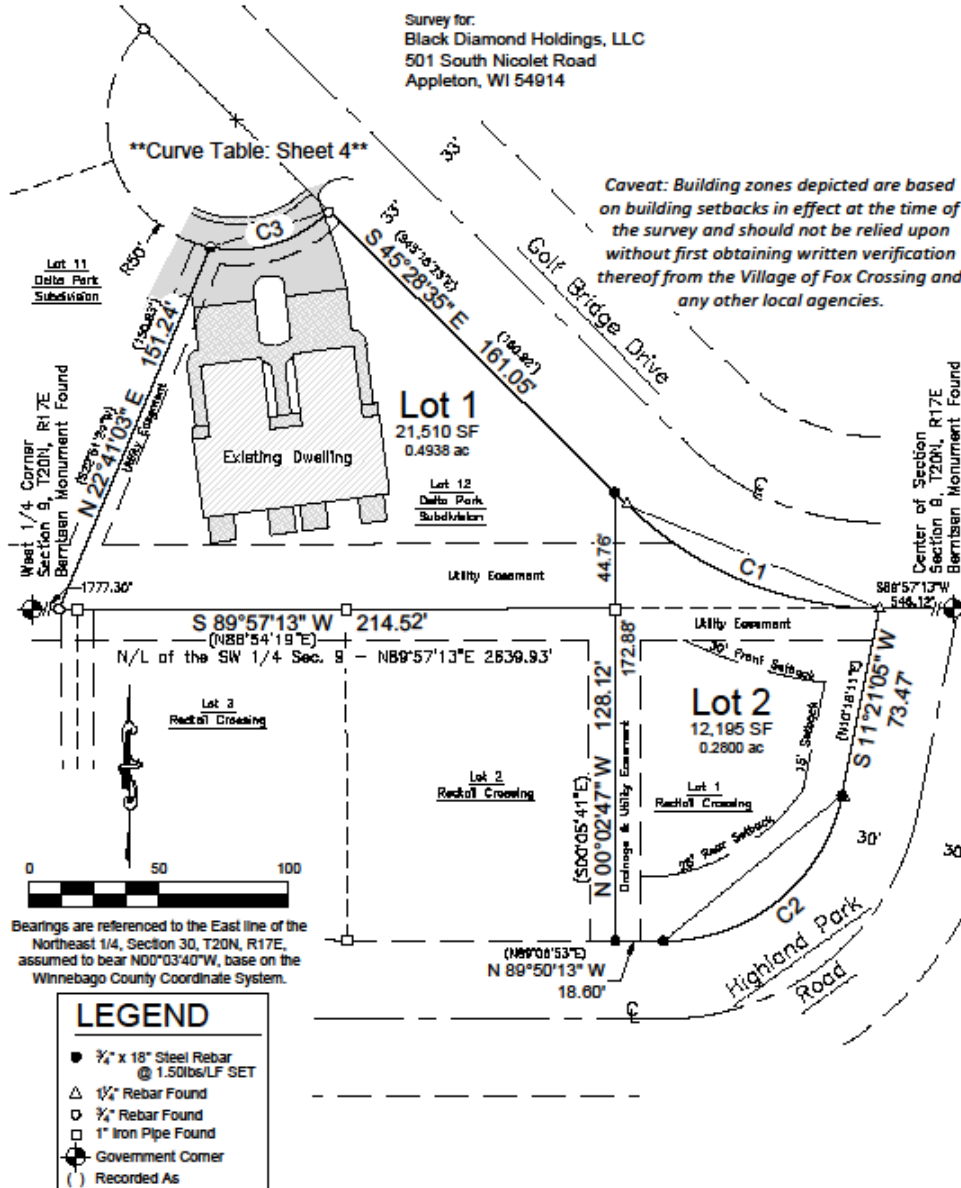 Survey for:
Black Diamond Holdings, LLC
501 South Nicolet Road
Appleton, WI 54914
33'
**Curve Table: Sheet 4**
Caveat: Building zones depicted are based
on building setbacks in effect at the time of
the survey and should not be relied upon
without first obtaining written verification
thereof from the Village of Fox Crossing and
any other local agencies.
C3
33'
R50'
Lot 11
Delta Park
Subdivision
S 45°28'35" E
161.05'
(160.92')
Golf Bridge Drive
151.24'
(150.83')
N 22°41'03" E
Utility Easement
Lot 1
21,510 SF
0.4938 ac
Existing Dwelling
Lot 12
Delta Park
Subdivision
West 1/4 Corner
Section 9, T20N, R17E
Berntsen Monument Found
Center of Section
Section 9, T20N, R17E
Berntsen Monument Found
44.76'
C1
1777.30'
Utility Easement
S89°57'13"W
548.12'
S 89°57'13" W 214.52'
(N88°54'19"E)
N/L of the SW 1/4 Sec. 9 - N89°57'13"E 2639.93'
Utility Easement
172.88'
30' Front Setback
Lot 2
12,195 SF
0.2800 ac
(N10°18'11"E)
S 11°21'05" W
73.47'
15' Setback
Lot 3
Redtail Crossing
Lot 2
Redtail Crossing
Lot 1
Redtail Crossing
(S00°05'41"E)
N 00°02'47" W 128.12'
Drainage & Utility Easement
25' Rear Setback
30'
30'
C2
0 50 100
Bearings are referenced to the East line of the
Northeast 1/4, Section 30, T20N, R17E,
assumed to bear N00°03'40"W, base on the
Winnebago County Coordinate System.
(N89°06'53"E)
N 89°50'13" W
18.60'
Highland Park
Road
LEGEND
¾" x 18" Steel Rebar
@ 1.50lbs/LF SET
1¼" Rebar Found
¾" Rebar Found
1" Iron Pipe Found
Government Corner
( ) Recorded As